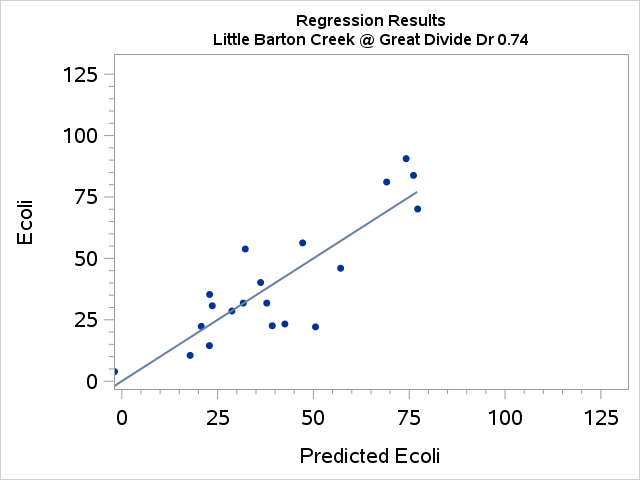 Regression Results
Little Barton Creek @ Great Divide Dr 0.74
125
100
75
50
25
0
Ecoli
0 25 50 75 100 125
Predicted Ecoli